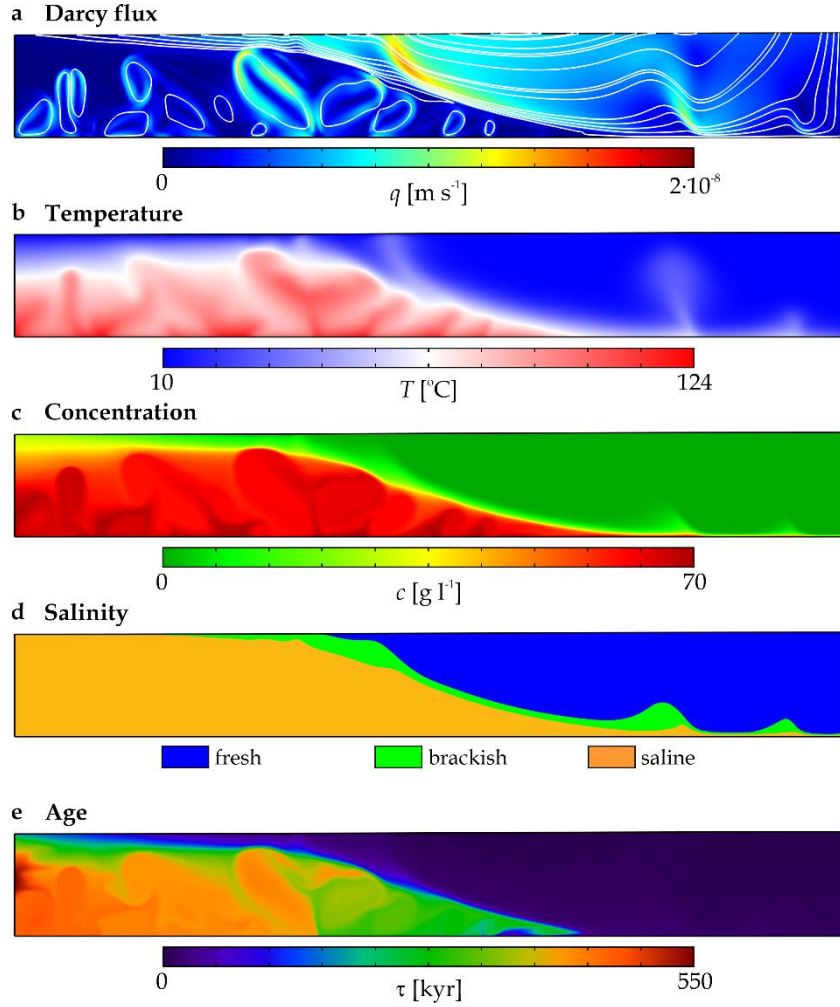 a Darcy flux
0 q [m s⁻¹] 2·10⁻⁸
b Temperature
10 T [°C] 124
c Concentration
0 c [g l⁻¹] 70
d Salinity
fresh brackish saline
e Age
0 τ [kyr] 550